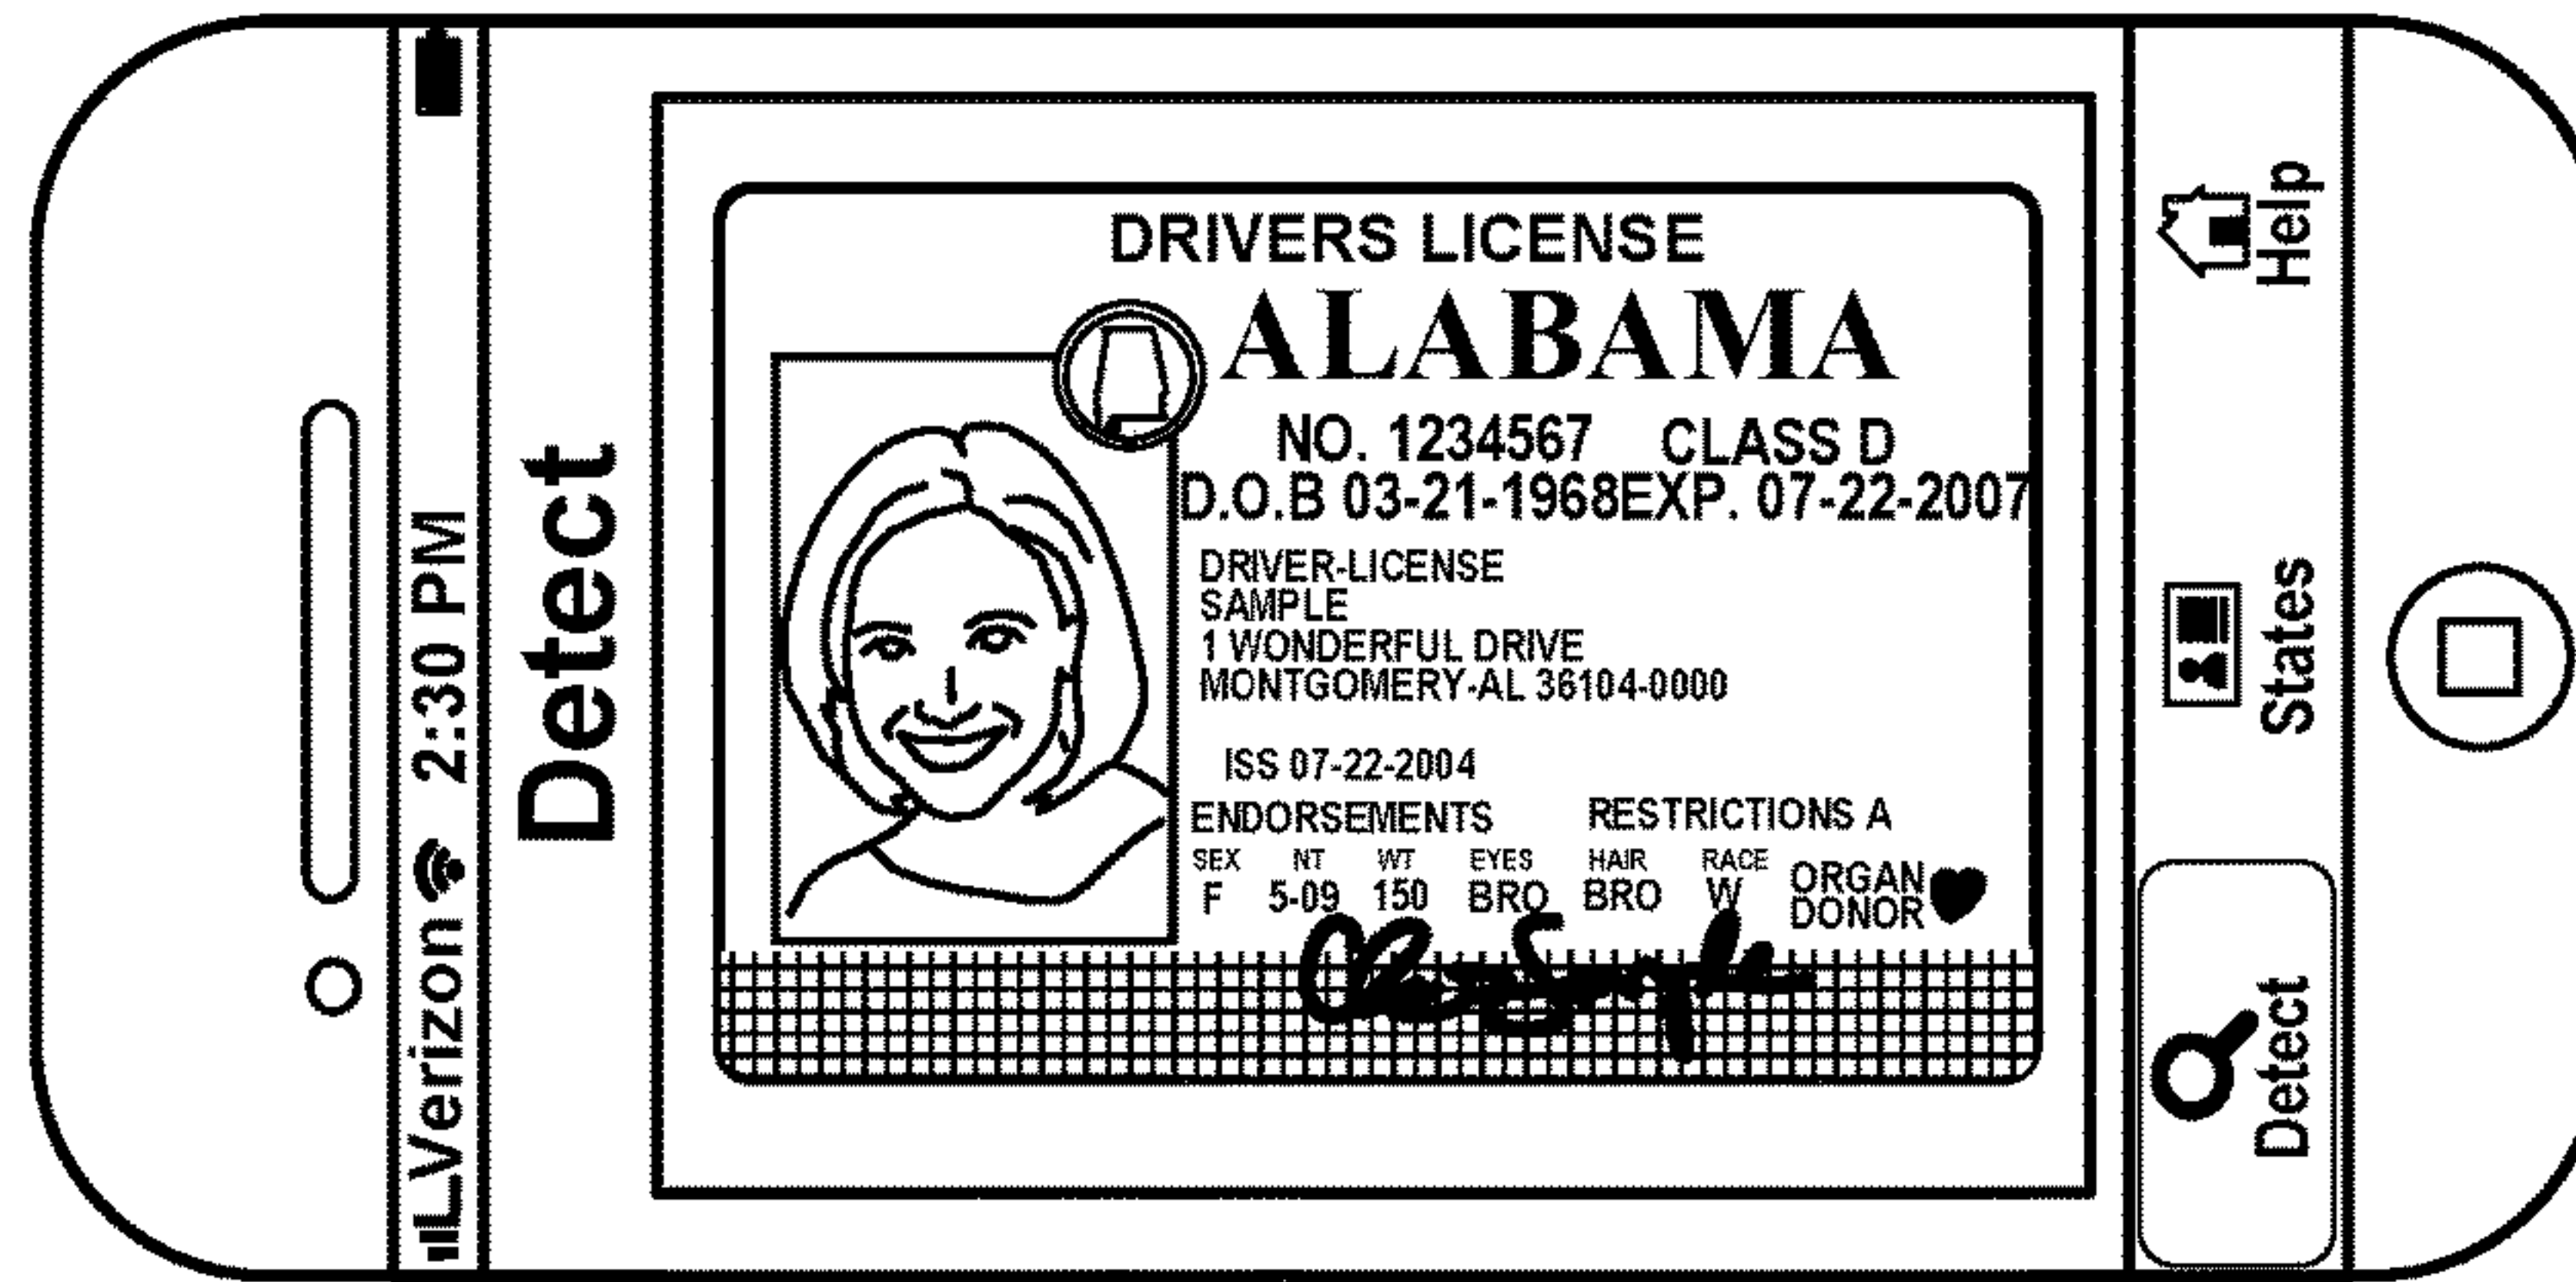 Verizon 2:30 PM
Detect
DRIVERS LICENSE
ALABAMA
NO. 1234567 CLASS D
D.O.B 03-21-1968EXP. 07-22-2007
DRIVER-LICENSE
SAMPLE
1 WONDERFUL DRIVE
MONTGOMERY-AL 36104-0000
ISS 07-22-2004
ENDORSEMENTS RESTRICTIONS A
SEX NT WT EYES HAIR RACE
F 5-09 150 BRO BRO W
ORGAN
DONOR
Detect
States
Help